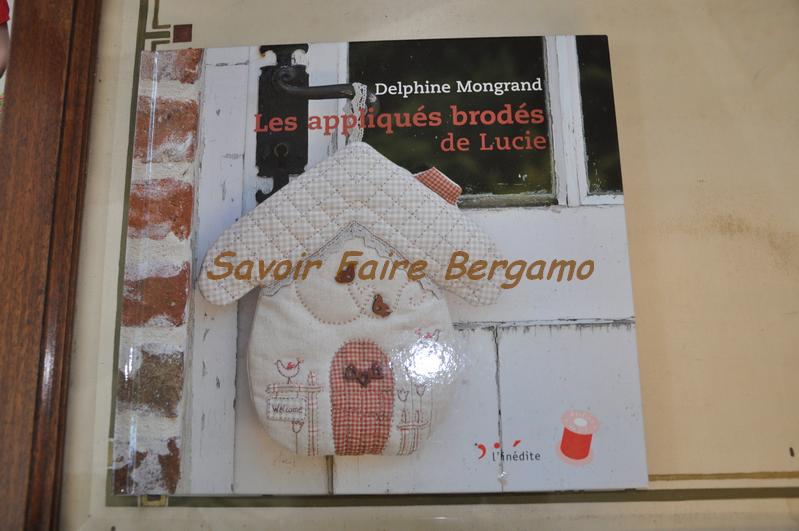 Delphine Mongrand
Les appliqués brodés
de Lucie
Savoir Faire Bergamo
Welcome
l'inédite